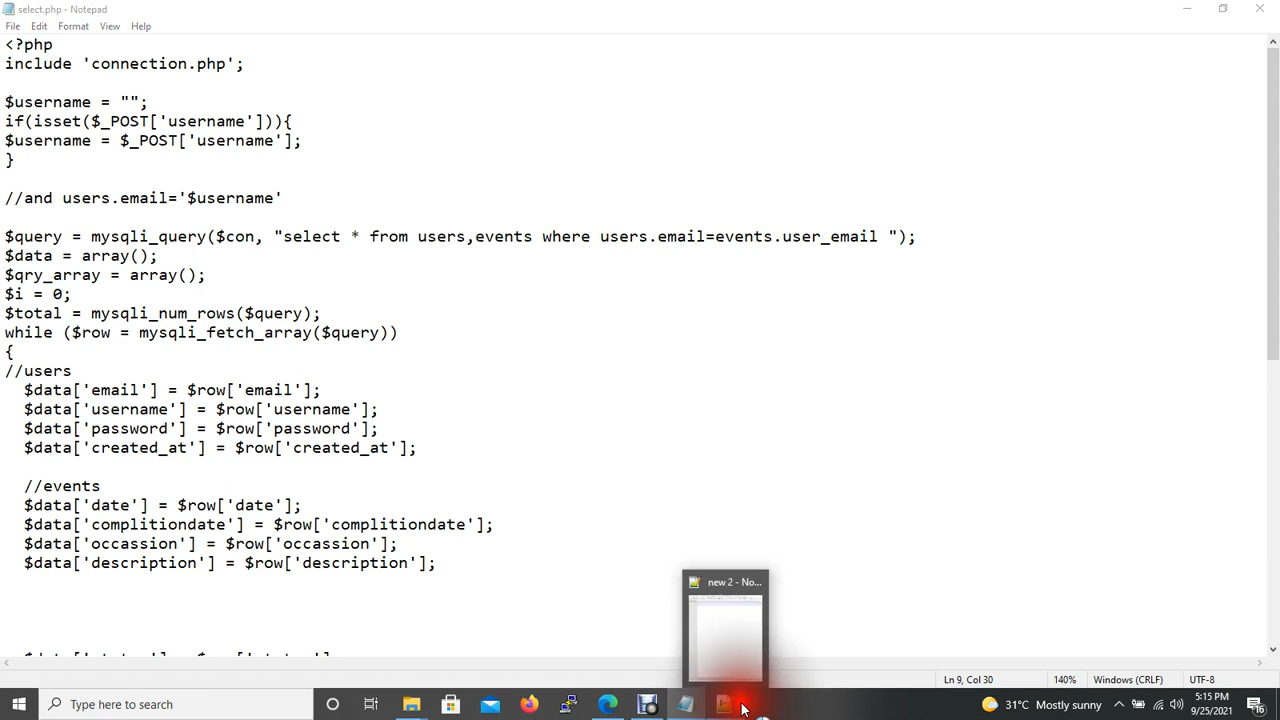 select.php - Notepad
File Edit Format View Help
<?php
include 'connection.php';
$username = "";
if(isset($_POST['username'])){
$username = $_POST['username'];
}
//and users.email='$username'
$query = mysqli_query($con, "select * from users,events where users.email=events.user_email ");
$data = array();
$qry_array = array();
$i = 0;
$total = mysqli_num_rows($query);
while ($row = mysqli_fetch_array($query))
{
//users
$data['email'] = $row['email'];
$data['username'] = $row['username'];
$data['password'] = $row['password'];
$data['created_at'] = $row['created_at'];
//events
$data['date'] = $row['date'];
$data['complitiondate'] = $row['complitiondate'];
$data['occassion'] = $row['occassion'];
$data['description'] = $row['description'];
new 2 - No...
Ln 9, Col 30 140% Windows (CRLF) UTF-8
Type here to search
31°C Mostly sunny
5:15 PM
9/25/2021
16